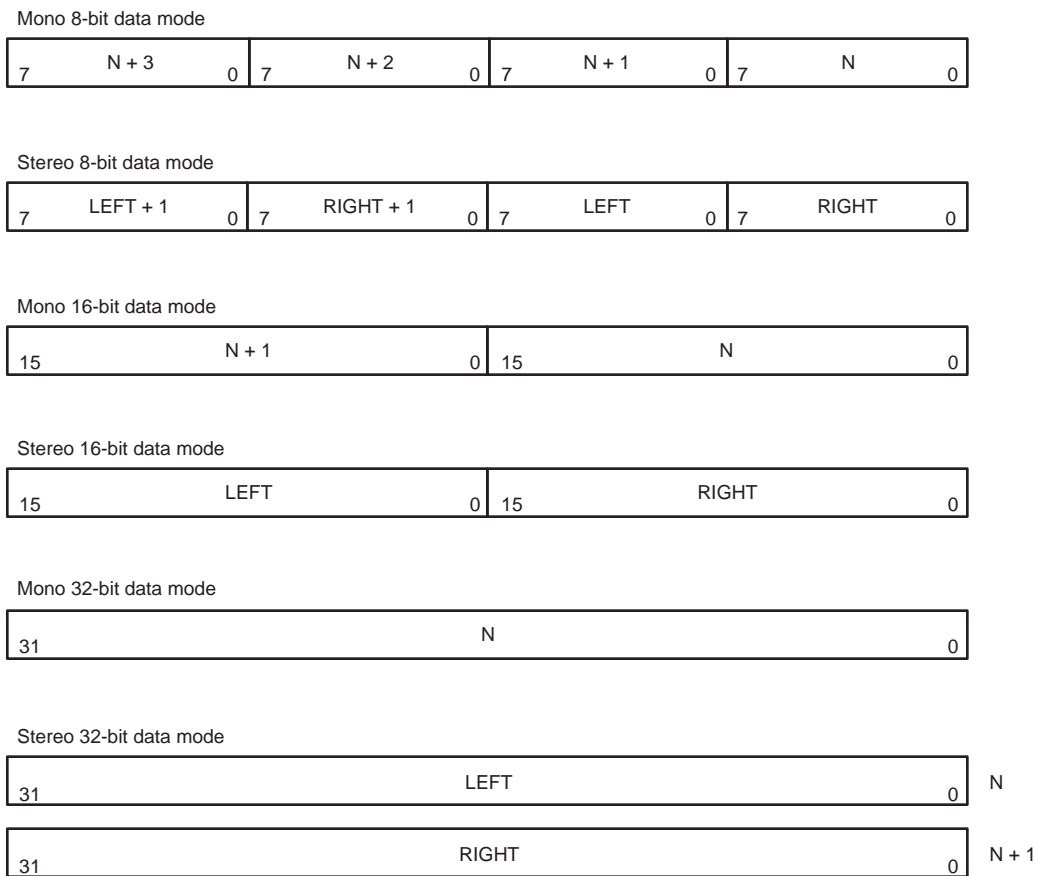 Mono 8-bit data mode
7 N + 3 0 7 N + 2 0 7 N + 1 0 7 N 0
Stereo 8-bit data mode
7 LEFT + 1 0 7 RIGHT + 1 0 7 LEFT 0 7 RIGHT 0
Mono 16-bit data mode
15 N + 1 0 15 N 0
Stereo 16-bit data mode
15 LEFT 0 15 RIGHT 0
Mono 32-bit data mode
31 N 0
Stereo 32-bit data mode
31 LEFT 0 N
31 RIGHT 0 N + 1